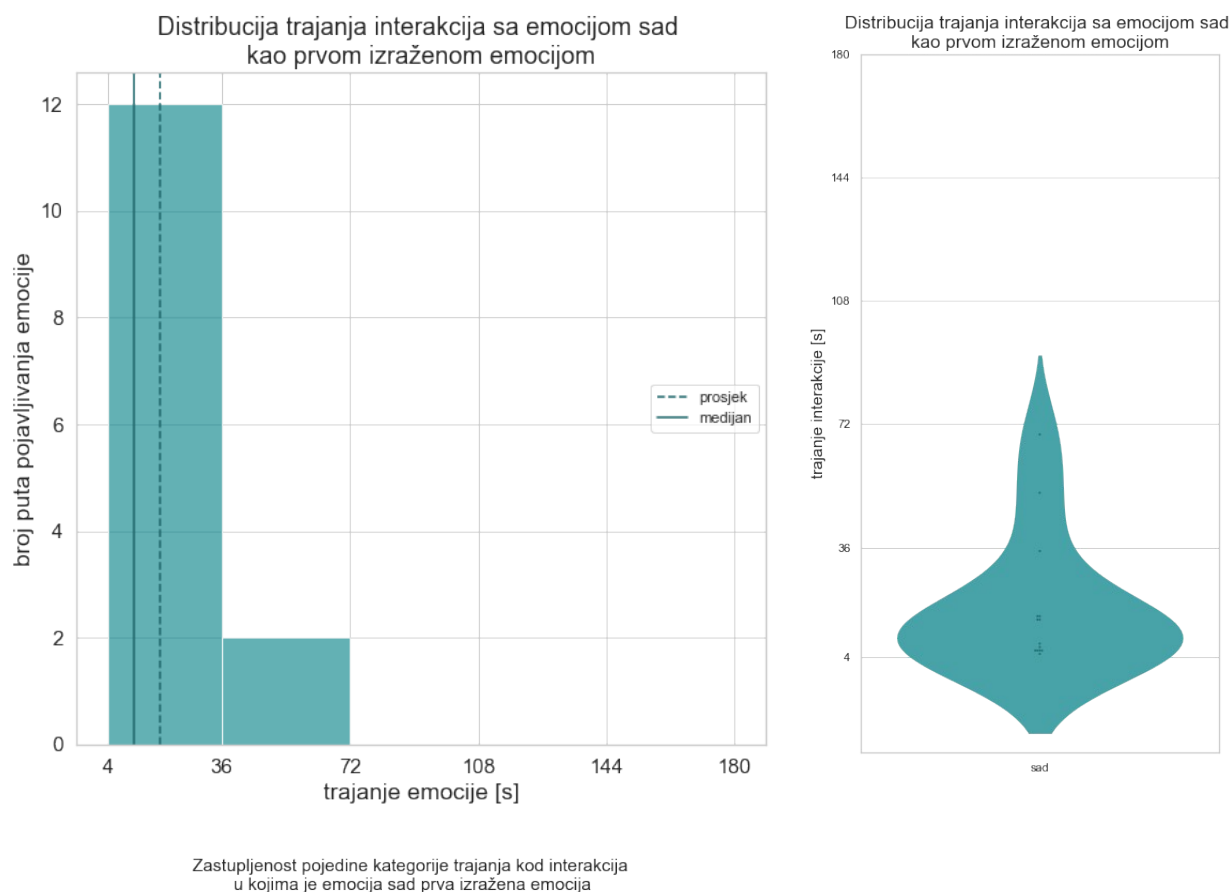 Distribucija trajanja interakcija sa emocijom sad
kao prvom izraženom emocijom
12
10
8
6
4
2
0
broj puta pojavljivanja emocije
prosjek
medijan
4 36 72 108 144 180
trajanje emocije [s]
Distribucija trajanja interakcija sa emocijom sad
kao prvom izraženom emocijom
180
144
108
72
36
4
trajanje interakcije [s]
sad
Zastupljenost pojedine kategorije trajanja kod interakcija
u kojima je emocija sad prva izražena emocija